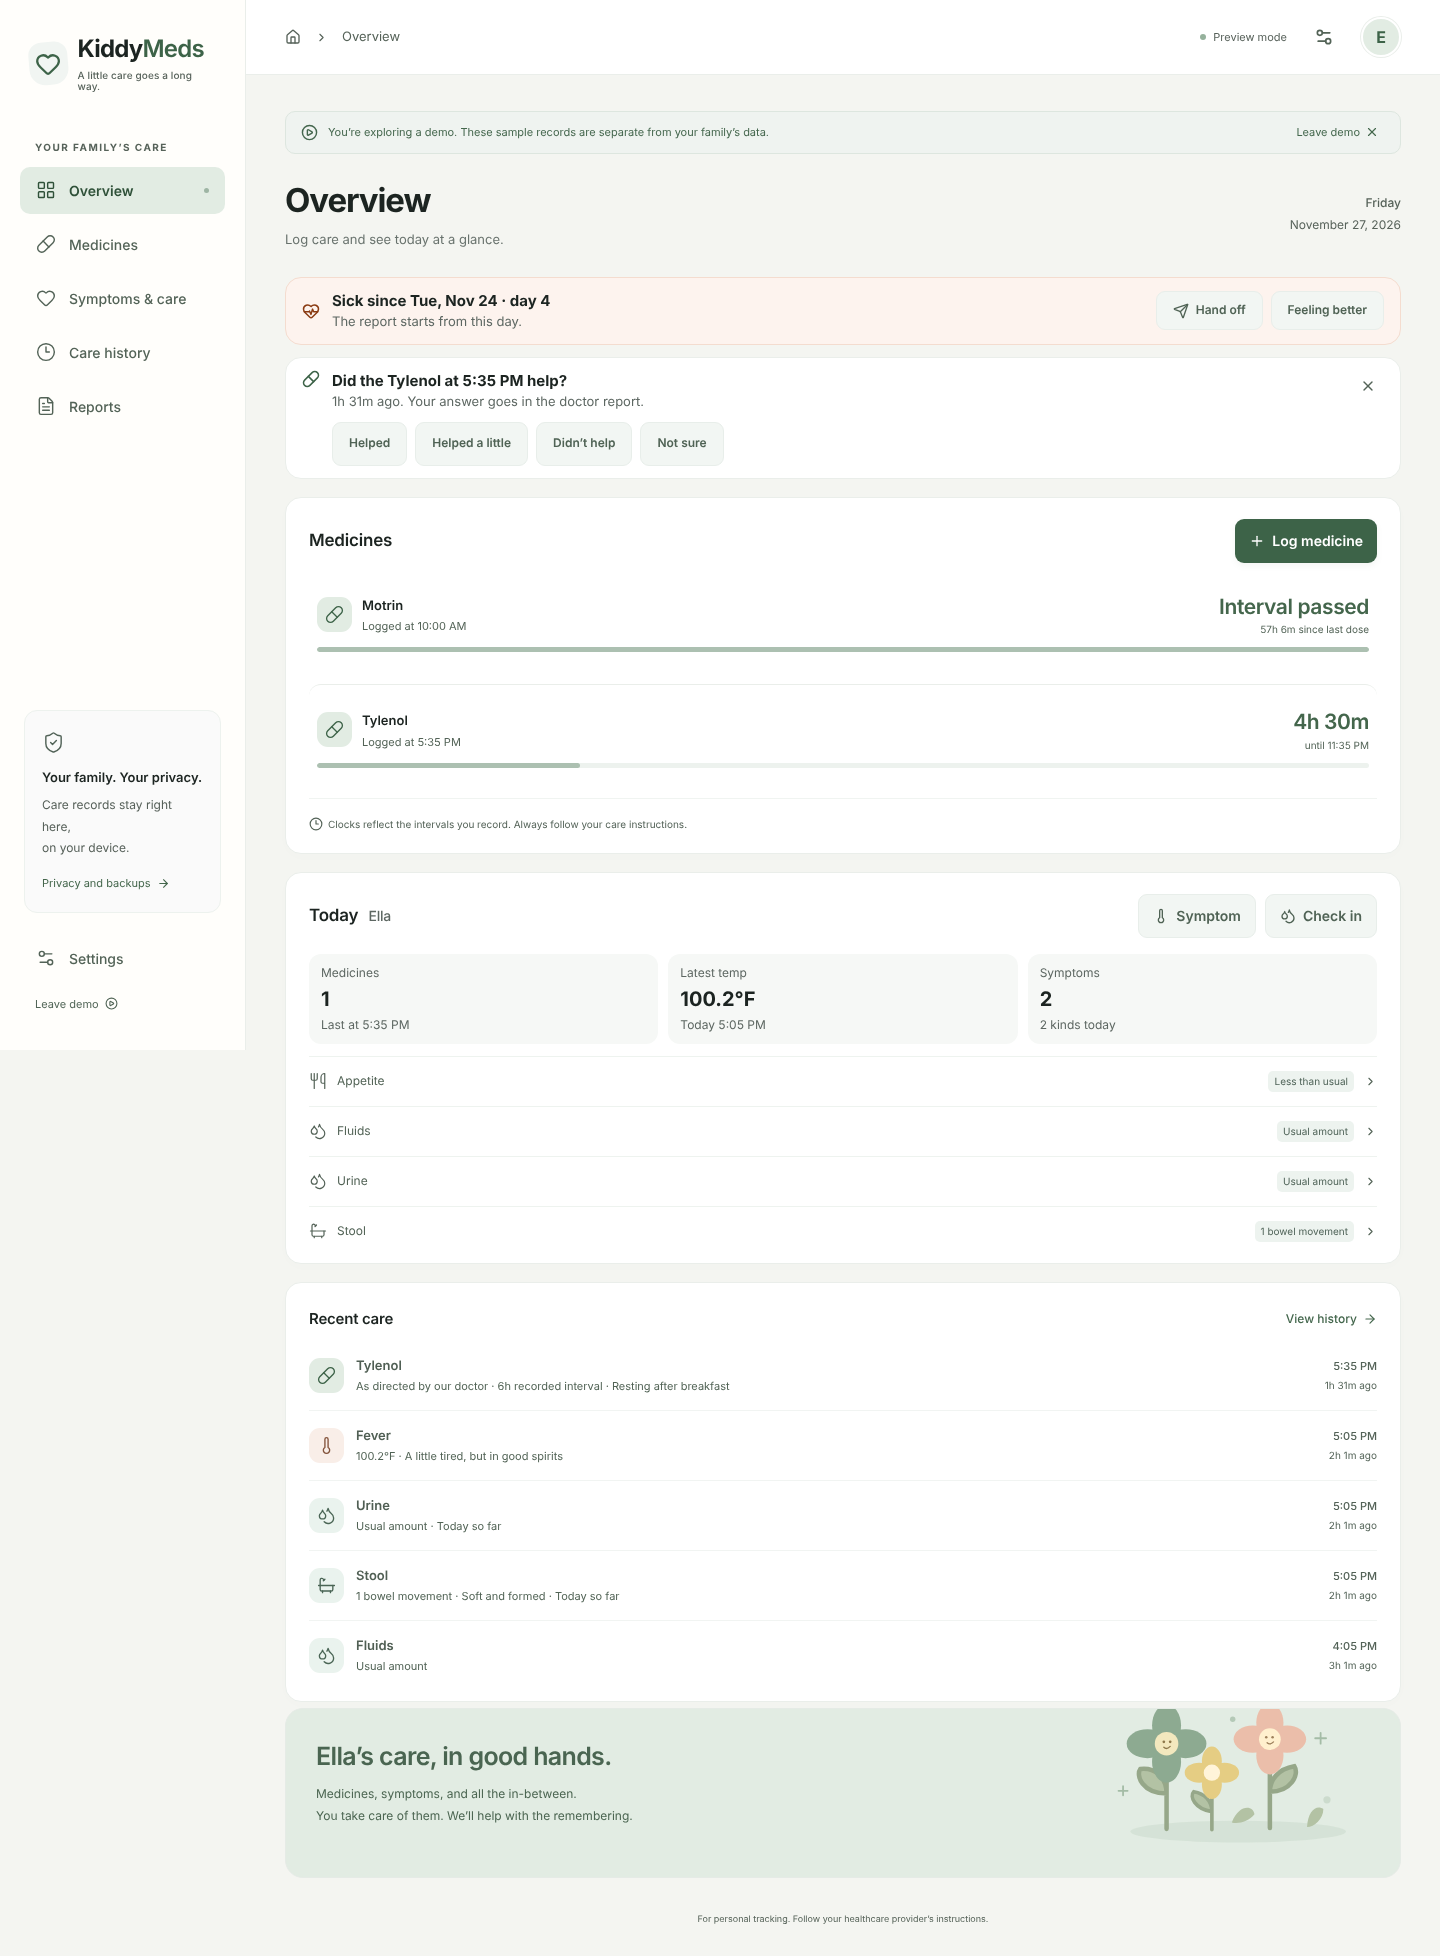 KiddyMeds
A little care goes a long
way.
YOUR FAMILY’S CARE
Overview
Medicines
Symptoms & care
Care history
Reports
Your family. Your privacy.
Care records stay right
here,
on your device.
Privacy and backups
Settings
Leave demo
Overview
Preview mode
E
You’re exploring a demo. These sample records are separate from your family’s data.
Leave demo
Overview
Log care and see today at a glance.
Friday
November 27, 2026
Sick since Tue, Nov 24 · day 4
The report starts from this day.
Hand off
Feeling better
Did the Tylenol at 5:35 PM help?
1h 31m ago. Your answer goes in the doctor report.
Helped
Helped a little
Didn’t help
Not sure
Medicines
Log medicine
Motrin
Logged at 10:00 AM
Interval passed
57h 6m since last dose
Tylenol
Logged at 5:35 PM
4h 30m
until 11:35 PM
Clocks reflect the intervals you record. Always follow your care instructions.
Today Ella
Symptom
Check in
Medicines
1
Last at 5:35 PM
Latest temp
100.2°F
Today 5:05 PM
Symptoms
2
2 kinds today
Appetite
Less than usual
Fluids
Usual amount
Urine
Usual amount
Stool
1 bowel movement
Recent care
View history
Tylenol
As directed by our doctor · 6h recorded interval · Resting after breakfast
5:35 PM
1h 31m ago
Fever
100.2°F · A little tired, but in good spirits
5:05 PM
2h 1m ago
Urine
Usual amount · Today so far
5:05 PM
2h 1m ago
Stool
1 bowel movement · Soft and formed · Today so far
5:05 PM
2h 1m ago
Fluids
Usual amount
4:05 PM
3h 1m ago
Ella’s care, in good hands.
Medicines, symptoms, and all the in-between.
You take care of them. We’ll help with the remembering.
For personal tracking. Follow your healthcare provider’s instructions.